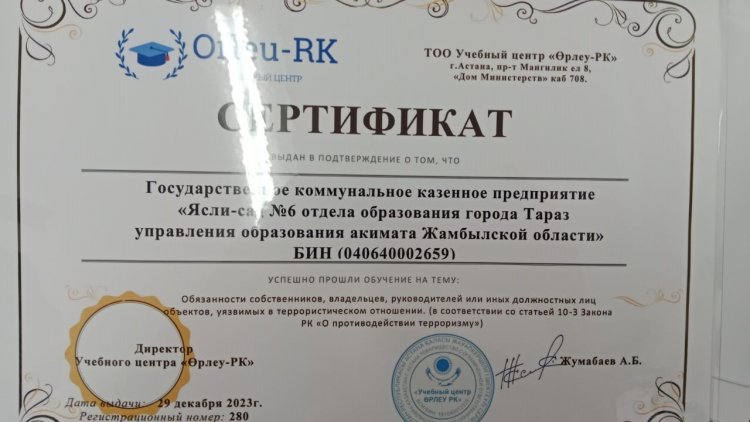 Orleu-RK
ЦЕНТР
ТОО Учебный центр «Өрлеу-РК»
г.Астана, пр-т Мангилик ел 8,
«Дом Министерств» каб 708.
СЕРТИФИКАТ
ВЫДАН В ПОДТВЕРЖДЕНИЕ О ТОМ, ЧТО
Государственное коммунальное казенное предприятие
«Ясли-сад №6 отдела образования города Тараз
управления образования акимата Жамбылской области»
БИН (040640002659)
УСПЕШНО ПРОШЛИ ОБУЧЕНИЕ НА ТЕМУ:
Обязанности собственников, владельцев, руководителей или иных должностных лиц
объектов, уязвимых в террористическом отношении. (в соответствии со статьей 10-3 Закона
РК «О противодействии терроризму»)
Директор
Учебного центра «Өрлеу-РК»
«Учебный центр
ӨРЛЕУ РК»
Жумабаев А.Б.
Дата выдачи: 29 декабря 2023г.
Регистрационный номер: 280